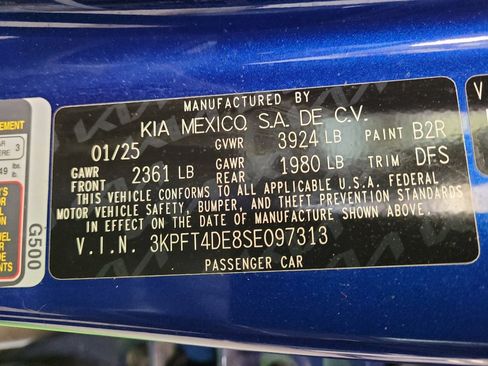 MANUFACTURED BY
KIA MEXICO, S.A. DE C.V.
01/25 GVWR 3924 LB PAINT B2R
GAWR FRONT 2361 LB GAWR REAR 1980 LB TRIM DFS
THIS VEHICLE CONFORMS TO ALL APPLICABLE U.S.A. FEDERAL
MOTOR VEHICLE SAFETY, BUMPER, AND THEFT PREVENTION STANDARDS
IN EFFECT ON THE DATE OF MANUFACTURE SHOWN ABOVE.
V.I.N. 3KPFT4DE8SE097313
PASSENGER CAR
G500